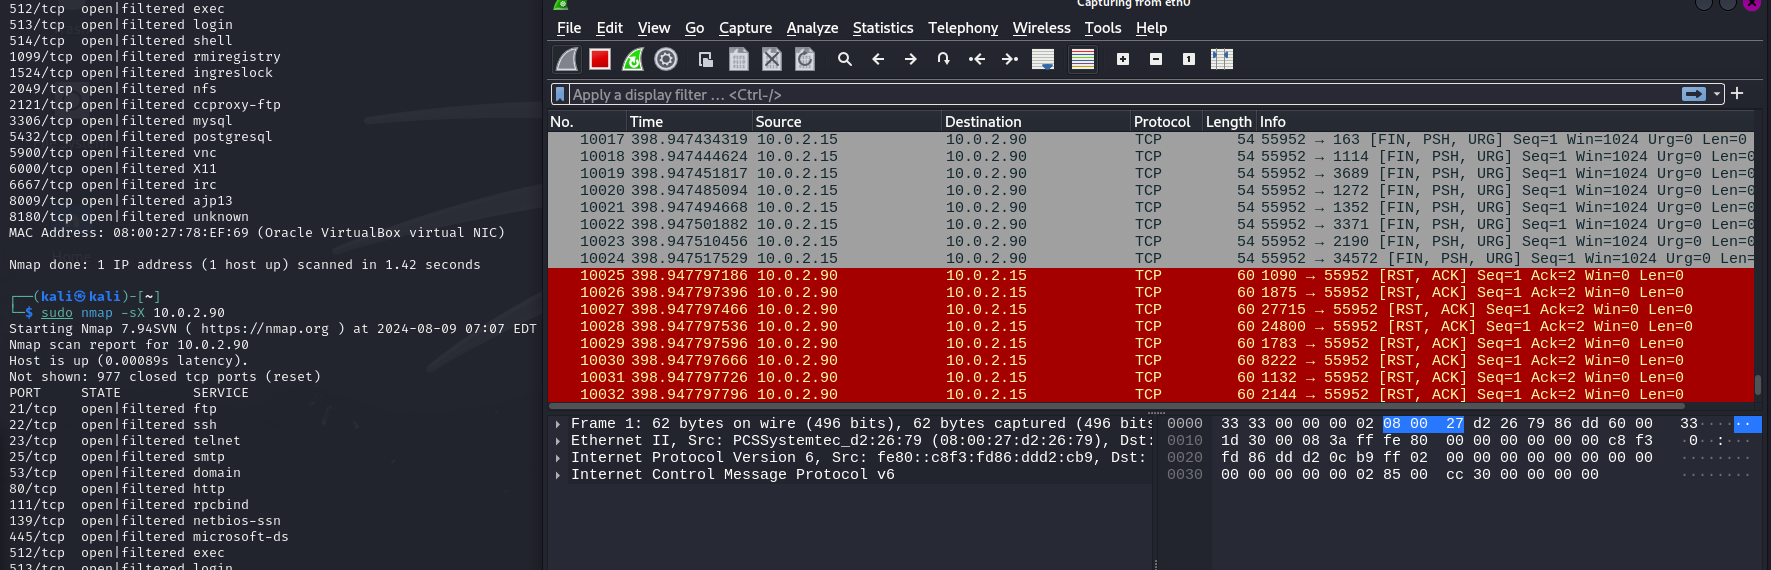 512/tcp  open|filtered exec
513/tcp  open|filtered login
514/tcp  open|filtered shell
1099/tcp open|filtered rmiregistry
1524/tcp open|filtered ingreslock
2049/tcp open|filtered nfs
2121/tcp open|filtered ccproxy-ftp
3306/tcp open|filtered mysql
5432/tcp open|filtered postgresql
5900/tcp open|filtered vnc
6000/tcp open|filtered X11
6667/tcp open|filtered irc
8009/tcp open|filtered ajp13
8180/tcp open|filtered unknown
MAC Address: 08:00:27:78:EF:69 (Oracle VirtualBox virtual NIC)
Nmap done: 1 IP address (1 host up) scanned in 1.42 seconds
┌──(kali㉿kali)-[~]
└─$ sudo nmap -sX 10.0.2.90
Starting Nmap 7.94SVN ( https://nmap.org ) at 2024-08-09 07:07 EDT
Nmap scan report for 10.0.2.90
Host is up (0.00089s latency).
Not shown: 977 closed tcp ports (reset)
PORT     STATE         SERVICE
21/tcp   open|filtered ftp
22/tcp   open|filtered ssh
23/tcp   open|filtered telnet
25/tcp   open|filtered smtp
53/tcp   open|filtered domain
80/tcp   open|filtered http
111/tcp  open|filtered rpcbind
139/tcp  open|filtered netbios-ssn
445/tcp  open|filtered microsoft-ds
512/tcp  open|filtered exec
513/tcp  open|filtered login
Capturing from eth0
File Edit View Go Capture Analyze Statistics Telephony Wireless Tools Help
Apply a display filter … <Ctrl-/>
No. Time Source Destination Protocol Length Info
10017 398.947434319 10.0.2.15 10.0.2.90 TCP 54 55952 → 163 [FIN, PSH, URG] Seq=1 Win=1024 Urg=0 Len=0
10018 398.947444624 10.0.2.15 10.0.2.90 TCP 54 55952 → 1114 [FIN, PSH, URG] Seq=1 Win=1024 Urg=0 Len=0
10019 398.947451817 10.0.2.15 10.0.2.90 TCP 54 55952 → 3689 [FIN, PSH, URG] Seq=1 Win=1024 Urg=0 Len=0
10020 398.947485094 10.0.2.15 10.0.2.90 TCP 54 55952 → 1272 [FIN, PSH, URG] Seq=1 Win=1024 Urg=0 Len=0
10021 398.947494668 10.0.2.15 10.0.2.90 TCP 54 55952 → 1352 [FIN, PSH, URG] Seq=1 Win=1024 Urg=0 Len=0
10022 398.947501882 10.0.2.15 10.0.2.90 TCP 54 55952 → 3371 [FIN, PSH, URG] Seq=1 Win=1024 Urg=0 Len=0
10023 398.947510456 10.0.2.15 10.0.2.90 TCP 54 55952 → 2190 [FIN, PSH, URG] Seq=1 Win=1024 Urg=0 Len=0
10024 398.947517529 10.0.2.15 10.0.2.90 TCP 54 55952 → 34572 [FIN, PSH, URG] Seq=1 Win=1024 Urg=0 Len=
10025 398.947797186 10.0.2.90 10.0.2.15 TCP 60 1090 → 55952 [RST, ACK] Seq=1 Ack=2 Win=0 Len=0
10026 398.947797396 10.0.2.90 10.0.2.15 TCP 60 1875 → 55952 [RST, ACK] Seq=1 Ack=2 Win=0 Len=0
10027 398.947797466 10.0.2.90 10.0.2.15 TCP 60 27715 → 55952 [RST, ACK] Seq=1 Ack=2 Win=0 Len=0
10028 398.947797536 10.0.2.90 10.0.2.15 TCP 60 24800 → 55952 [RST, ACK] Seq=1 Ack=2 Win=0 Len=0
10029 398.947797596 10.0.2.90 10.0.2.15 TCP 60 1783 → 55952 [RST, ACK] Seq=1 Ack=2 Win=0 Len=0
10030 398.947797666 10.0.2.90 10.0.2.15 TCP 60 8222 → 55952 [RST, ACK] Seq=1 Ack=2 Win=0 Len=0
10031 398.947797726 10.0.2.90 10.0.2.15 TCP 60 1132 → 55952 [RST, ACK] Seq=1 Ack=2 Win=0 Len=0
10032 398.947797796 10.0.2.90 10.0.2.15 TCP 60 2144 → 55952 [RST, ACK] Seq=1 Ack=2 Win=0 Len=0
Frame 1: 62 bytes on wire (496 bits), 62 bytes captured (496 bits
Ethernet II, Src: PCSSystemtec_d2:26:79 (08:00:27:d2:26:79), Dst:
Internet Protocol Version 6, Src: fe80::c8f3:fd86:ddd2:cb9, Dst:
Internet Control Message Protocol v6
0000 33 33 00 00 00 02 08 00 27 d2 26 79 86 dd 60 00 33······
0010 1d 30 00 08 3a ff fe 80 00 00 00 00 00 00 c8 f3 ·0··:···
0020 fd 86 dd d2 0c b9 ff 02 00 00 00 00 00 00 00 00 ········
0030 00 00 00 00 00 02 85 00 cc 30 00 00 00 00 ········